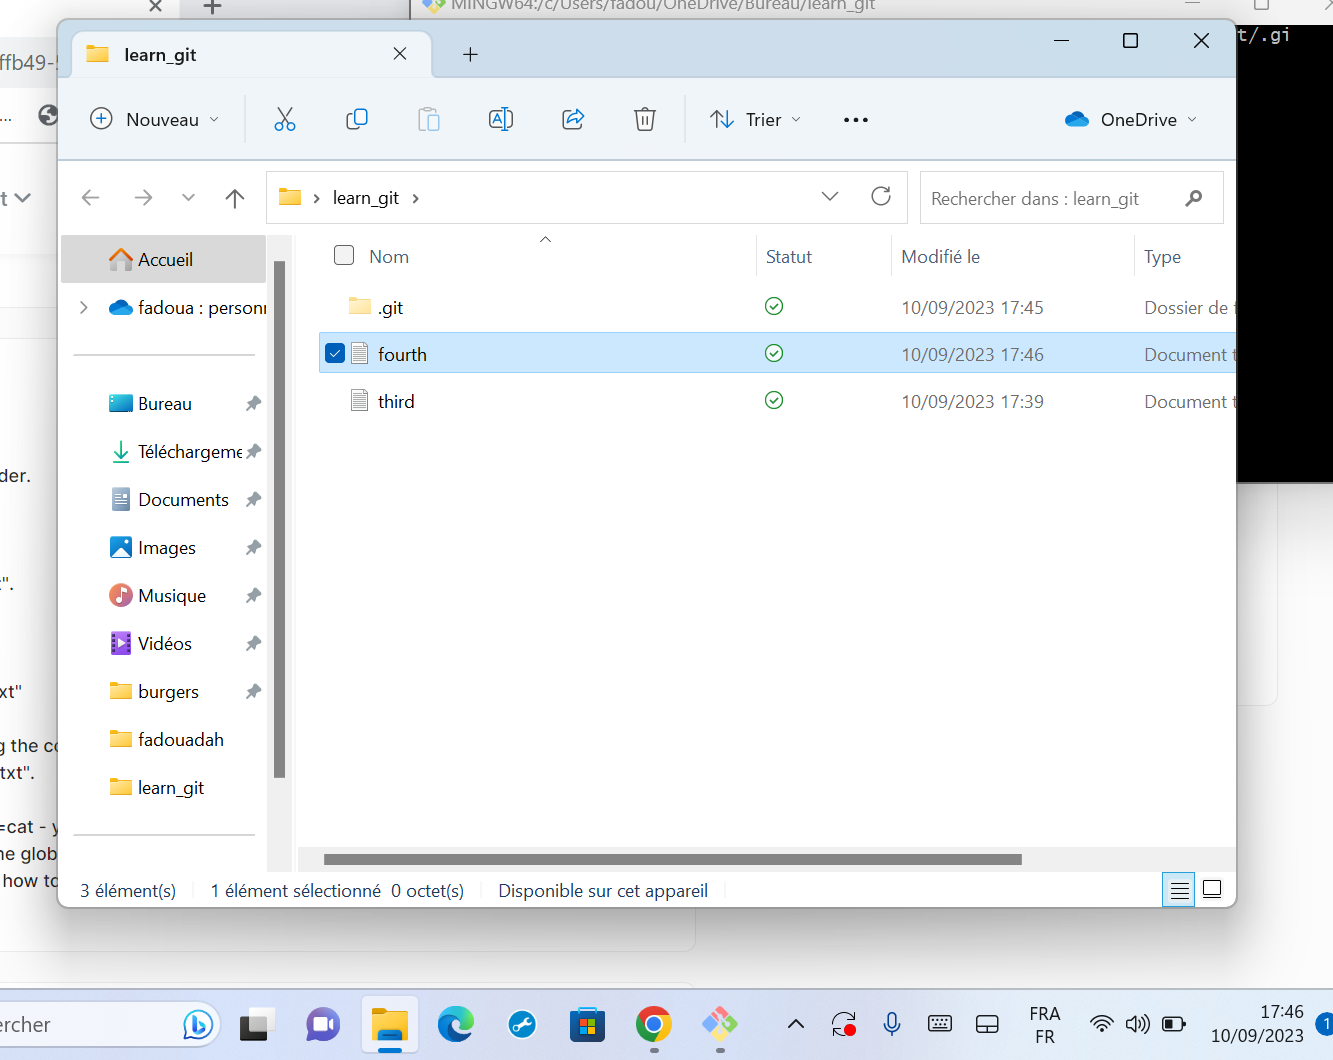 MINGW64:/c/Users/fadou/OneDrive/Bureau/learn_git
t/.gi
learn_git
ffb49-5
...
Nouveau
Trier
OneDrive
t
learn_git
Rechercher dans : learn_git
Nom
Statut
Modifié le
Type
Accueil
fadoua : personn
.git
10/09/2023 17:45
Dossier de f
fourth
10/09/2023 17:46
Document t
third
10/09/2023 17:39
Document t
Bureau
Téléchargeme
Documents
Images
Musique
Vidéos
burgers
fadouadah
learn_git
der.
t".
xt"
g the co
txt".
=cat - y
ne glob
how to
3 élément(s)
1 élément sélectionné 0 octet(s)
Disponible sur cet appareil
ercher
FRA
FR
17:46
10/09/2023
1